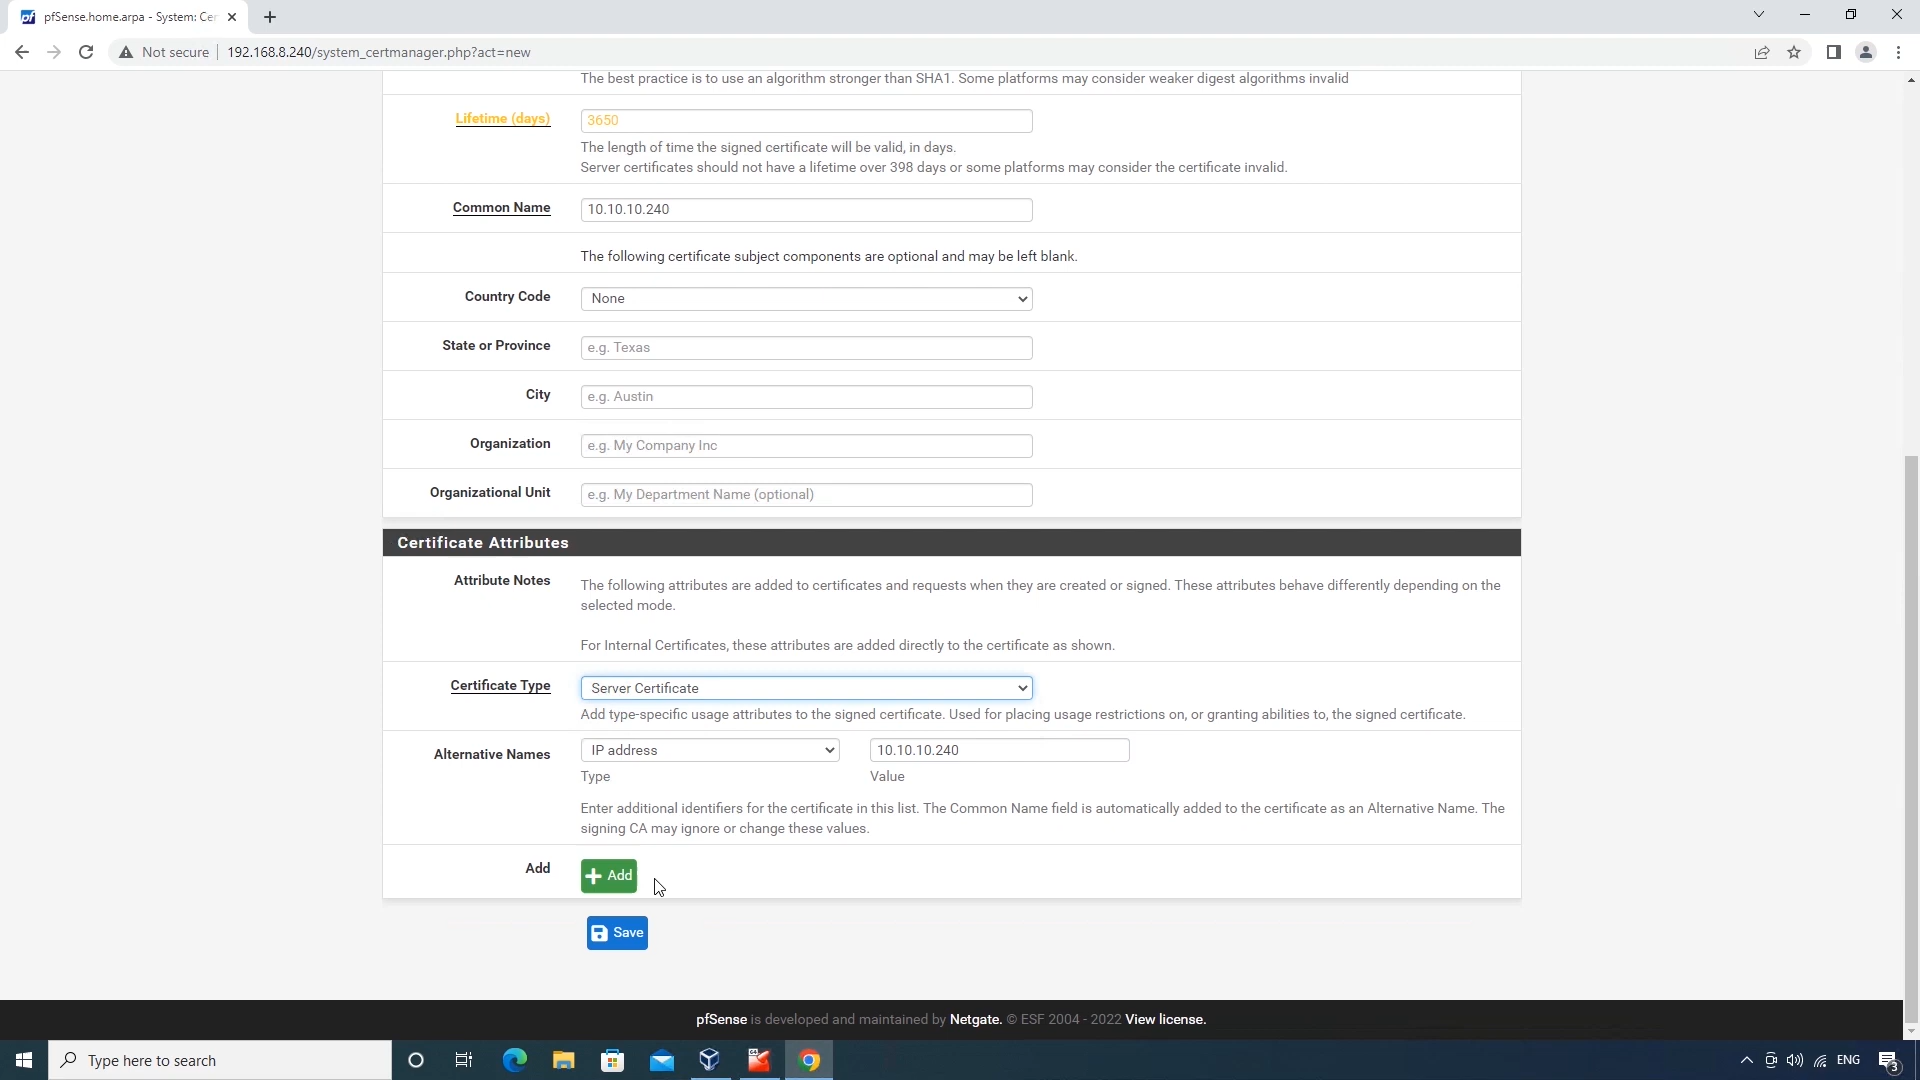 pfSense.home.arpa - System: Cer
Not secure
192.168.8.240/system_certmanager.php?act=new
The best practice is to use an algorithm stronger than SHA1. Some platforms may consider weaker digest algorithms invalid
Lifetime (days)
3650
The length of time the signed certificate will be valid, in days.
Server certificates should not have a lifetime over 398 days or some platforms may consider the certificate invalid.
Common Name
10.10.10.240
The following certificate subject components are optional and may be left blank.
Country Code
None
State or Province
e.g. Texas
City
e.g. Austin
Organization
e.g. My Company Inc
Organizational Unit
e.g. My Department Name (optional)
Certificate Attributes
Attribute Notes
The following attributes are added to certificates and requests when they are created or signed. These attributes behave differently depending on the
selected mode.
For Internal Certificates, these attributes are added directly to the certificate as shown.
Certificate Type
Server Certificate
Add type-specific usage attributes to the signed certificate. Used for placing usage restrictions on, or granting abilities to, the signed certificate.
Alternative Names
IP address
10.10.10.240
Type
Value
Enter additional identifiers for the certificate in this list. The Common Name field is automatically added to the certificate as an Alternative Name. The
signing CA may ignore or change these values.
Add
Add
Save
pfSense is developed and maintained by Netgate. © ESF 2004 - 2022 View license.
Type here to search
ENG
3